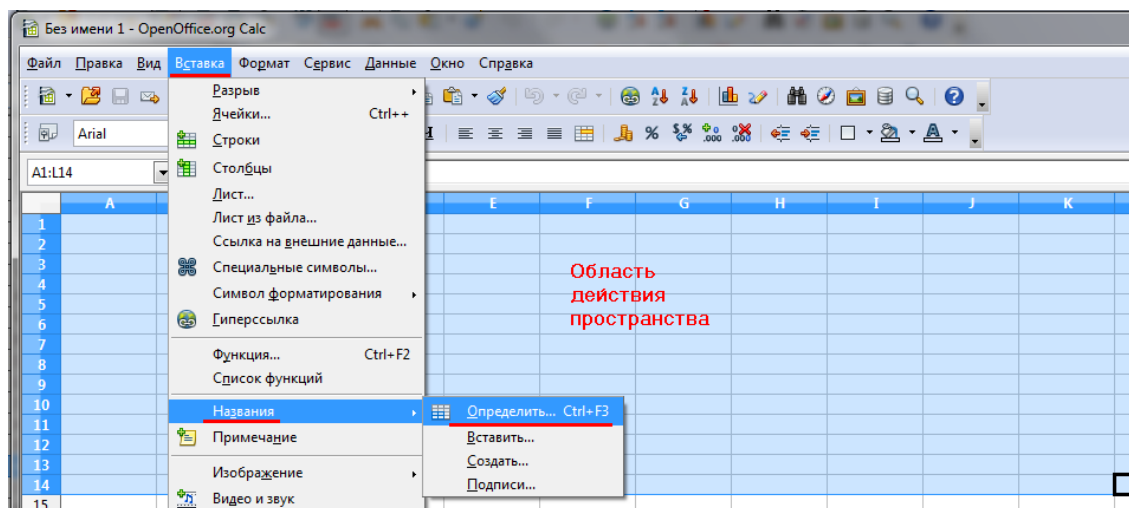 Без имени 1 - OpenOffice.org Calc
Файл Правка Вид Вставка Формат Сервис Данные Окно Справка
Разрыв
Ячейки... Ctrl++
Arial
Строки
A1:L14
Столбцы
Лист...
Лист из файла...
Ссылка на внешние данные...
Специальные символы...
Символ форматирования
Гиперссылка
Функция... Ctrl+F2
Список функций
Названия
Примечание
Изображение
Видео и звук
Определить... Ctrl+F3
Вставить...
Создать...
Подписи...
A E F G H I J K
1
2
3
4
5
6
7
8
9
10
11
12
13
14
15
Область
действия
пространства